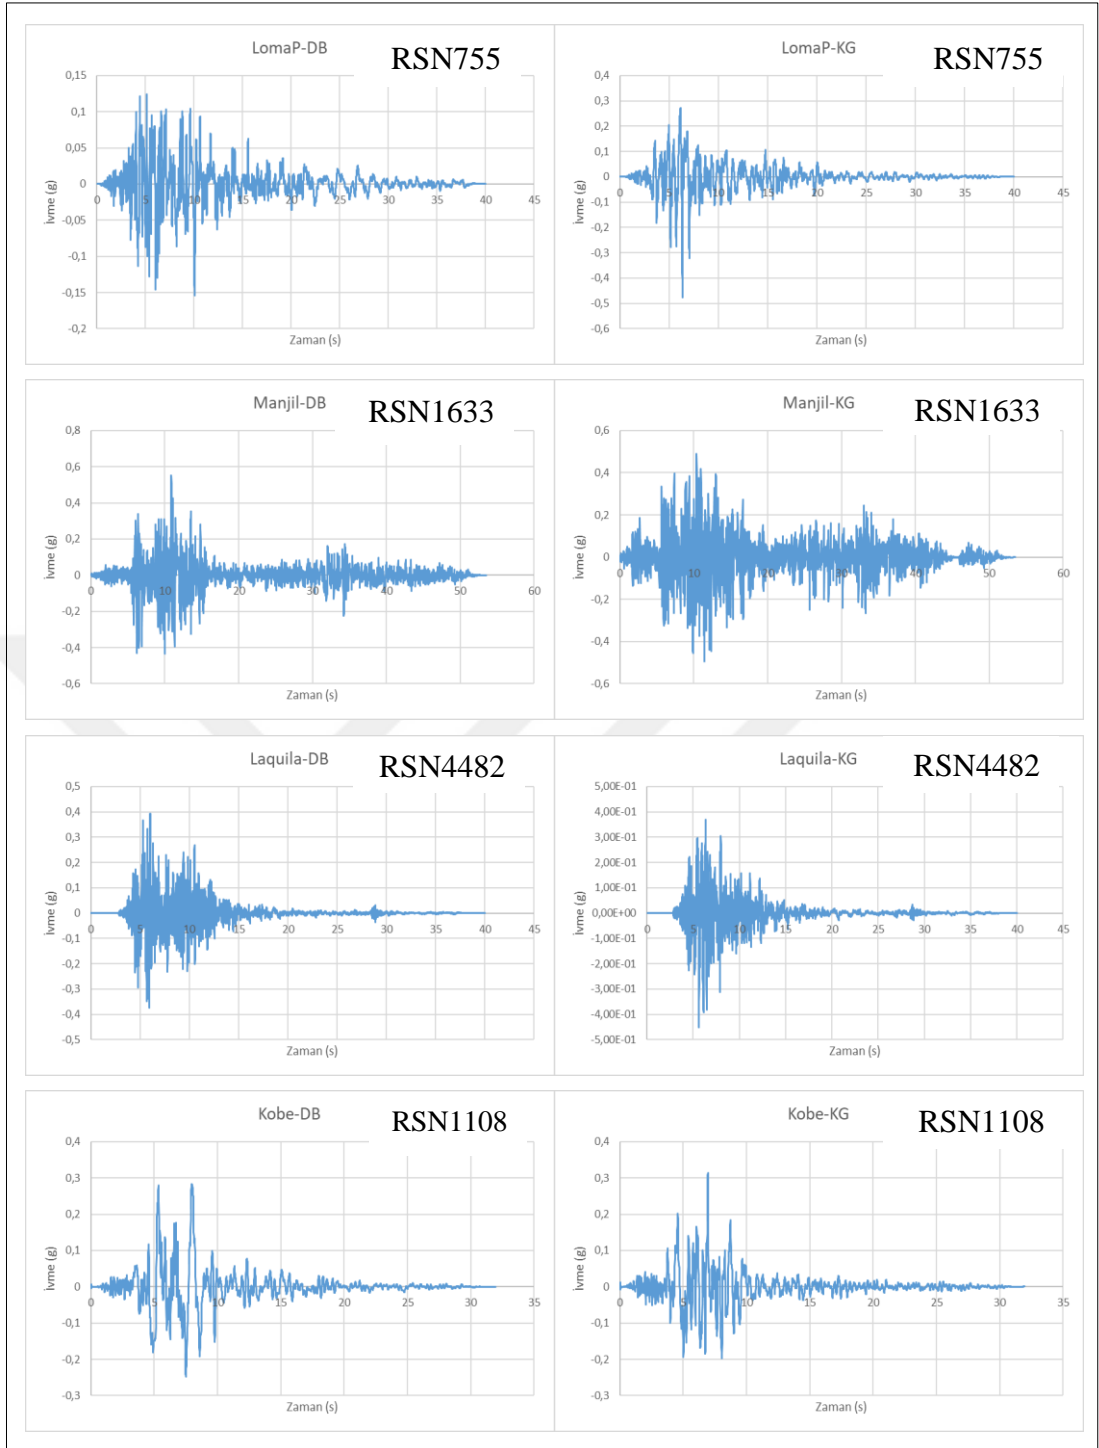 LomaP-DB
RSN755
0,15
0,1
0,05
0
-0,05
-0,1
-0,15
-0,2
0 5 10 15 20 25 30 35 40 45
İvme (g)
Zaman (s)
LomaP-KG
RSN755
0,4
0,3
0,2
0,1
0
-0,1
-0,2
-0,3
-0,4
-0,5
-0,6
0 5 10 15 20 25 30 35 40 45
İvme (g)
Zaman (s)
Manjil-DB
RSN1633
0,8
0,6
0,4
0,2
0
-0,2
-0,4
-0,6
0 10 20 30 40 50 60
İvme (g)
Zaman (s)
Manjil-KG
RSN1633
0,6
0,4
0,2
0
-0,2
-0,4
-0,6
0 10 20 30 40 50 60
İvme (g)
Zaman (s)
Laquila-DB
RSN4482
0,5
0,4
0,3
0,2
0,1
0
-0,1
-0,2
-0,3
-0,4
-0,5
0 5 10 15 20 25 30 35 40 45
İvme (g)
Zaman (s)
Laquila-KG
RSN4482
5,00E-01
4,00E-01
3,00E-01
2,00E-01
1,00E-01
0,00E+00
-1,00E-01
-2,00E-01
-3,00E-01
-4,00E-01
-5,00E-01
0 5 10 15 20 25 30 35 40 45
İvme (g)
Zaman (s)
Kobe-DB
RSN1108
0,4
0,3
0,2
0,1
0
-0,1
-0,2
-0,3
0 5 10 15 20 25 30 35
İvme (g)
Zaman (s)
Kobe-KG
RSN1108
0,4
0,3
0,2
0,1
0
-0,1
-0,2
-0,3
0 5 10 15 20 25 30 35
İvme (g)
Zaman (s)